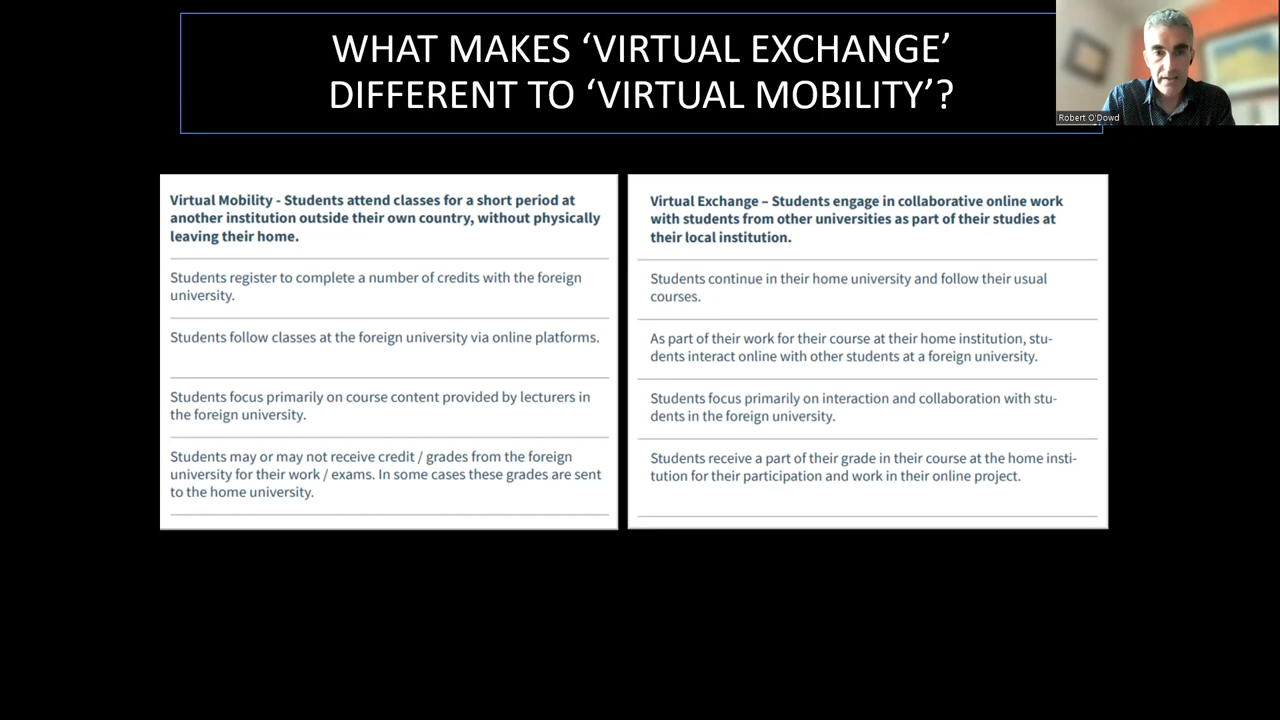 WHAT MAKES ‘VIRTUAL EXCHANGE’
DIFFERENT TO ‘VIRTUAL MOBILITY’?
Robert O'Dowd
Virtual Mobility - Students attend classes for a short period at
another institution outside their own country, without physically
leaving their home.
Students register to complete a number of credits with the foreign
university.
Students follow classes at the foreign university via online platforms.
Students focus primarily on course content provided by lecturers in
the foreign university.
Students may or may not receive credit / grades from the foreign
university for their work / exams. In some cases these grades are sent
to the home university.
Virtual Exchange – Students engage in collaborative online work
with students from other universities as part of their studies at
their local institution.
Students continue in their home university and follow their usual
courses.
As part of their work for their course at their home institution, stu-
dents interact online with other students at a foreign university.
Students focus primarily on interaction and collaboration with stu-
dents in the foreign university.
Students receive a part of their grade in their course at the home insti-
tution for their participation and work in their online project.